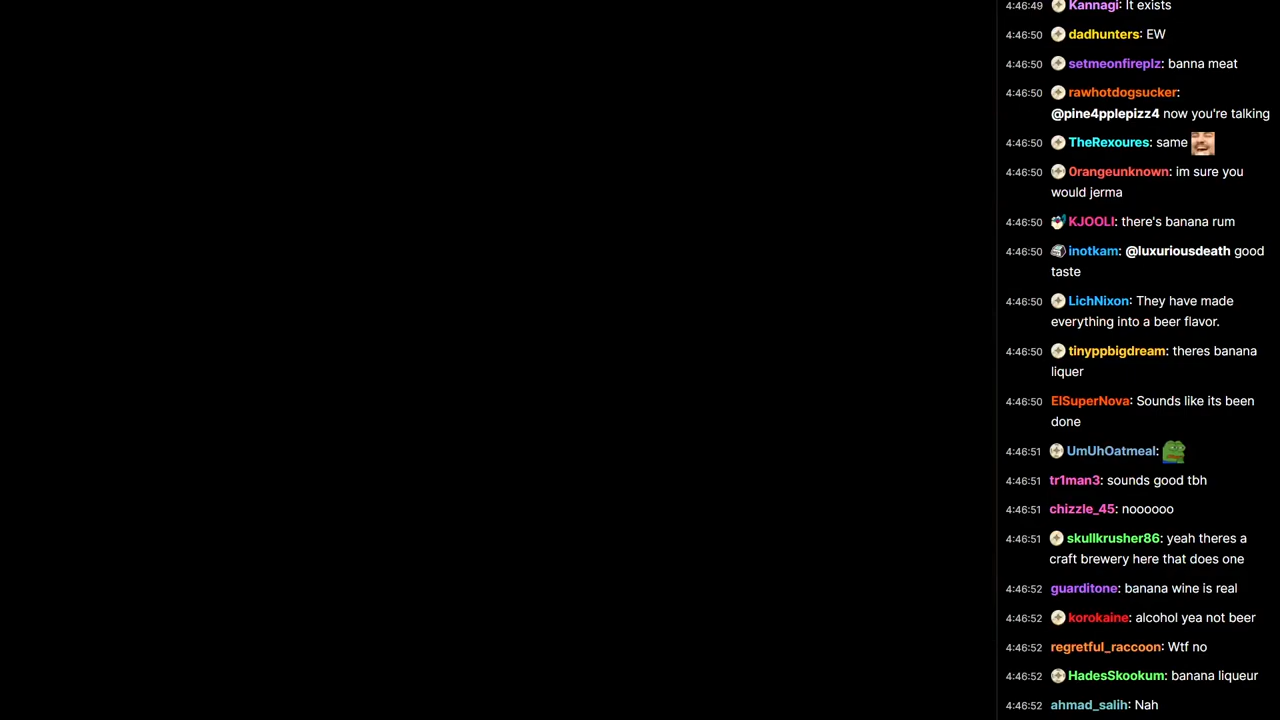 4:46:49 Kannagi: It exists
4:46:50 dadhunters: EW
4:46:50 setmeonfireplz: banna meat
4:46:50 rawhotdogsucker:
@pine4pplepizz4 now you're talking
4:46:50 TheRexoures: same
4:46:50 0rangeunknown: im sure you
would jerma
4:46:50 KJOOLI: there's banana rum
4:46:50 inotkam: @luxuriousdeath good
taste
4:46:50 LichNixon: They have made
everything into a beer flavor.
4:46:50 tinyppbigdream: theres banana
liquer
4:46:50 ElSuperNova: Sounds like its been
done
4:46:51 UmUhOatmeal:
4:46:51 tr1man3: sounds good tbh
4:46:51 chizzle_45: noooooo
4:46:51 skullkrusher86: yeah theres a
craft brewery here that does one
4:46:52 guarditone: banana wine is real
4:46:52 korokaine: alcohol yea not beer
4:46:52 regretful_raccoon: Wtf no
4:46:52 HadesSkookum: banana liqueur
4:46:52 ahmad_salih: Nah